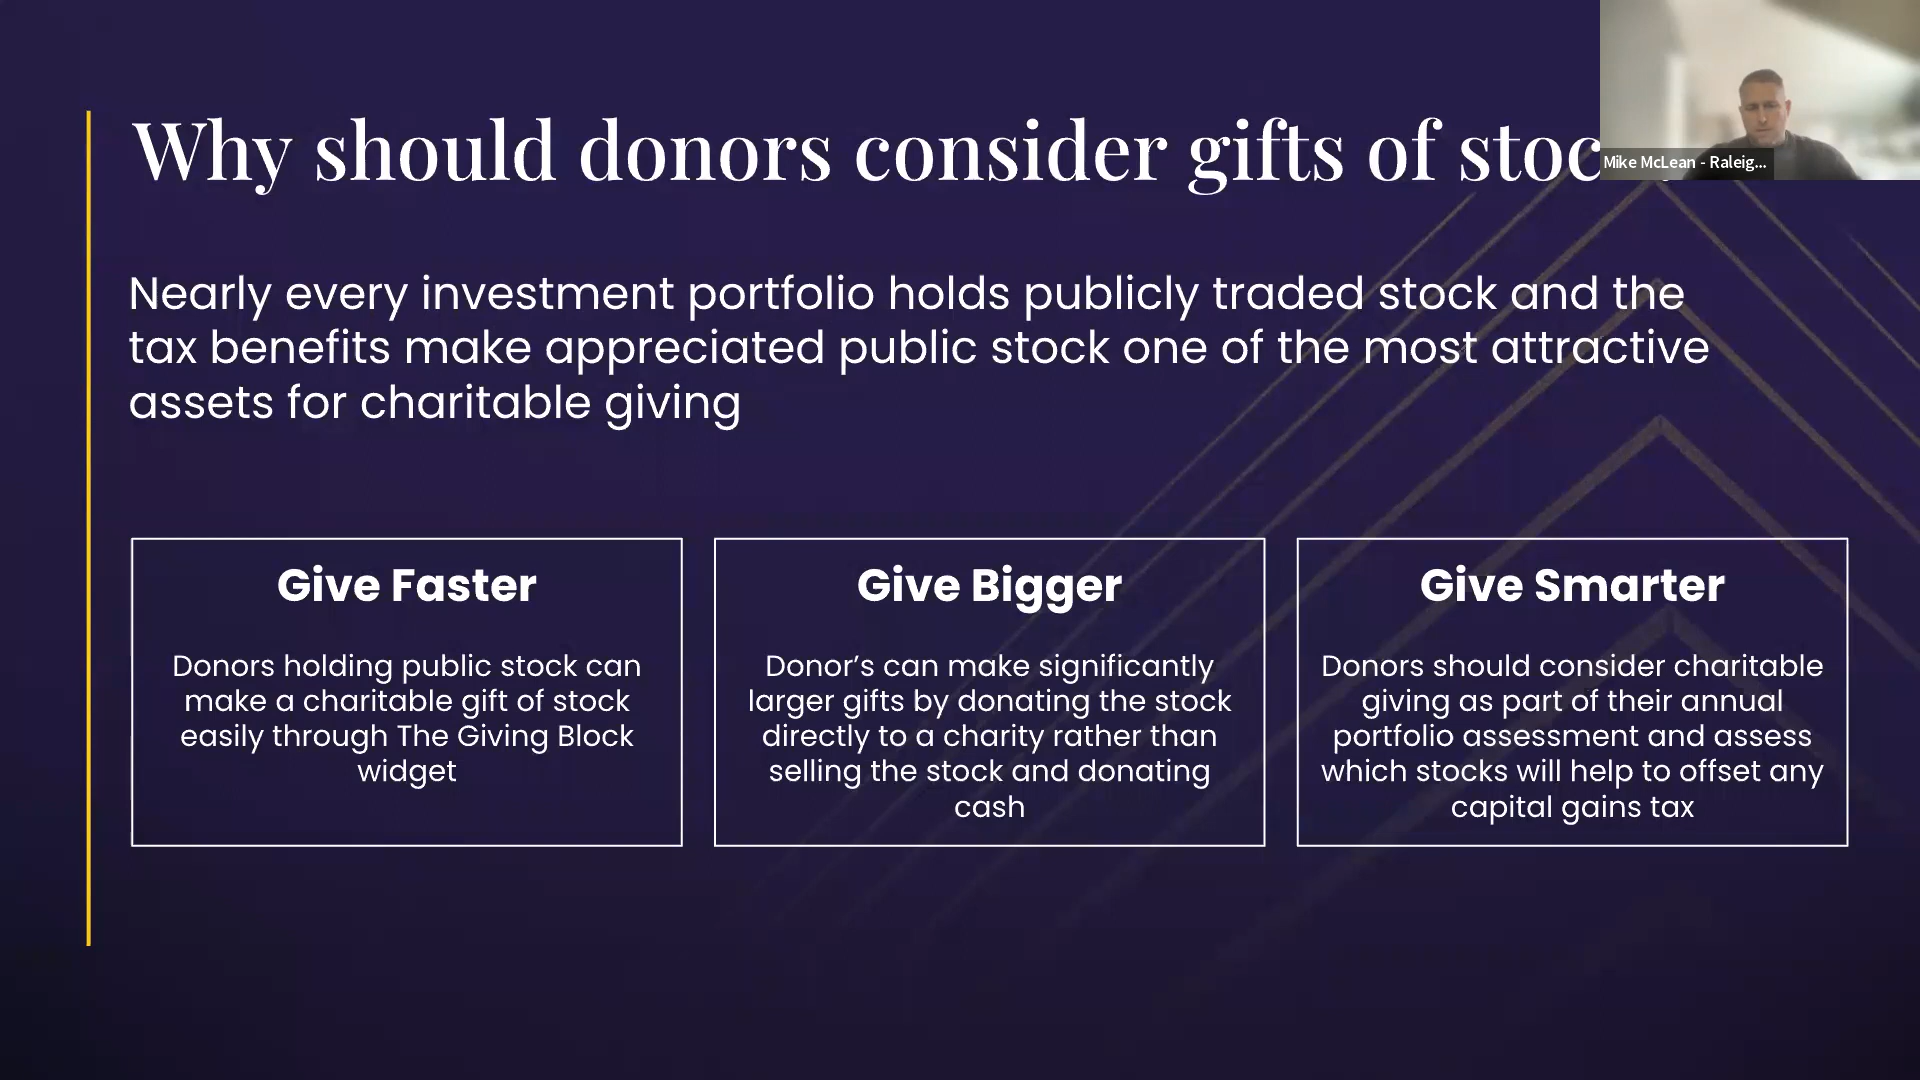 Why should donors consider gifts of stoc
Mike McLean - Raleig...
Nearly every investment portfolio holds publicly traded stock and the
tax benefits make appreciated public stock one of the most attractive
assets for charitable giving
Give Faster
Donors holding public stock can
make a charitable gift of stock
easily through The Giving Block
widget
Give Bigger
Donor’s can make significantly
larger gifts by donating the stock
directly to a charity rather than
selling the stock and donating
cash
Give Smarter
Donors should consider charitable
giving as part of their annual
portfolio assessment and assess
which stocks will help to offset any
capital gains tax